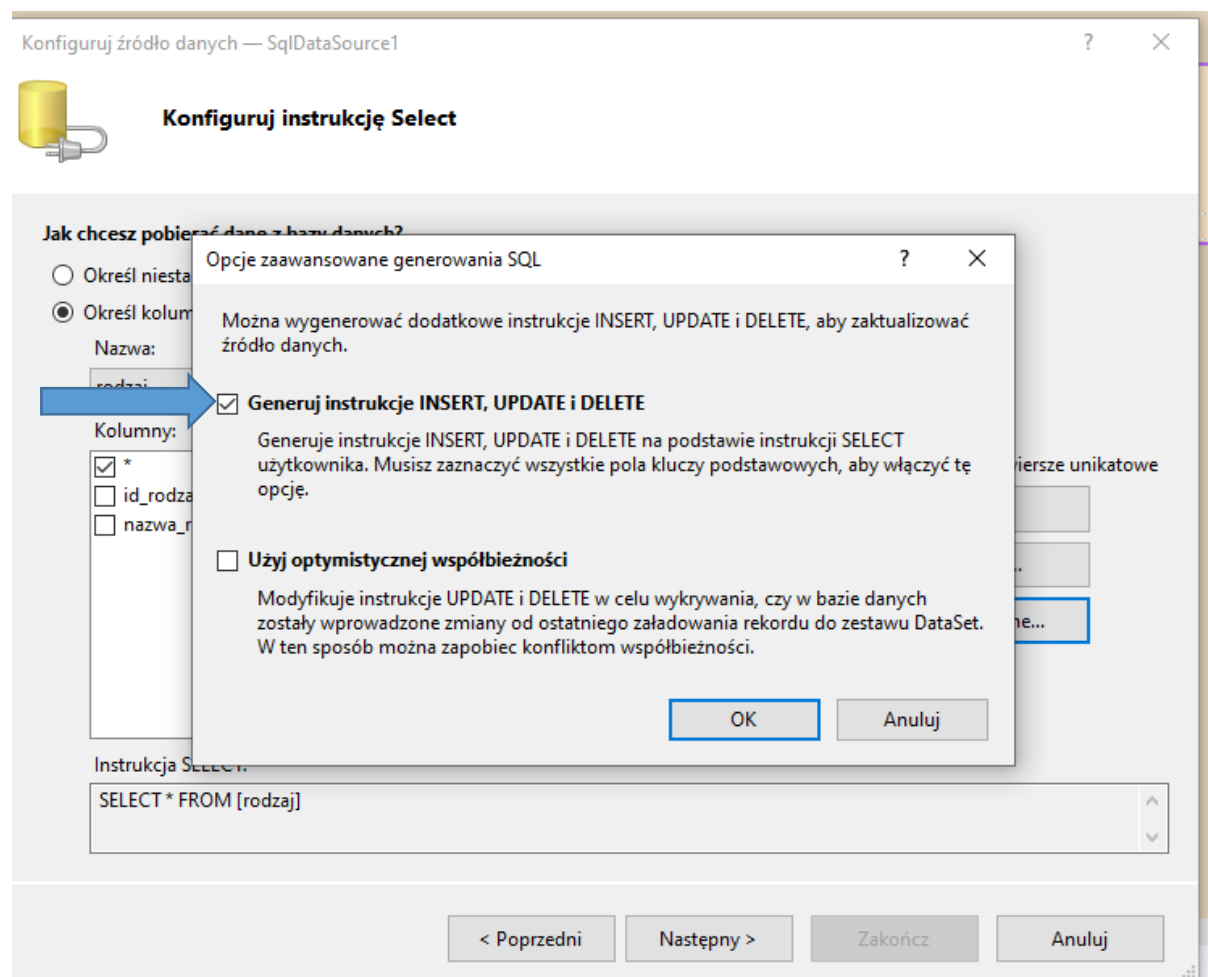 Konfiguruj źródło danych — SqlDataSource1
?
Konfiguruj instrukcję Select
Jak chcesz pobierać dane z bazy danych?
Określ niesta
Określ kolum
Nazwa:
rodzaj
Kolumny:
*
id_rodza
nazwa_r
wiersze unikatowe
ne...
Opcje zaawansowane generowania SQL
?
Można wygenerować dodatkowe instrukcje INSERT, UPDATE i DELETE, aby zaktualizować
źródło danych.
Generuj instrukcje INSERT, UPDATE i DELETE
Generuje instrukcje INSERT, UPDATE i DELETE na podstawie instrukcji SELECT
użytkownika. Musisz zaznaczyć wszystkie pola kluczy podstawowych, aby włączyć tę
opcję.
Użyj optymistycznej współbieżności
Modyfikuje instrukcje UPDATE i DELETE w celu wykrywania, czy w bazie danych
zostały wprowadzone zmiany od ostatniego załadowania rekordu do zestawu DataSet.
W ten sposób można zapobiec konfliktom współbieżności.
OK
Anuluj
Instrukcja SELECT:
SELECT * FROM [rodzaj]
< Poprzedni
Następny >
Zakończ
Anuluj